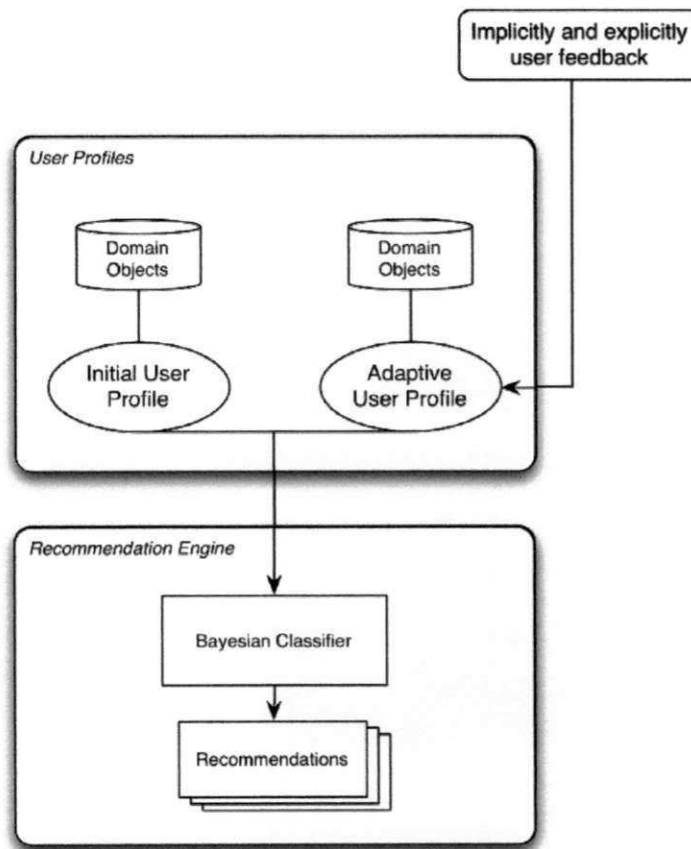 Implicitly and explicitly
user feedback
User Profiles
Domain
Objects
Domain
Objects
Initial User
Profile
Adaptive
User Profile
Recommendation Engine
Bayesian Classifier
Recommendations